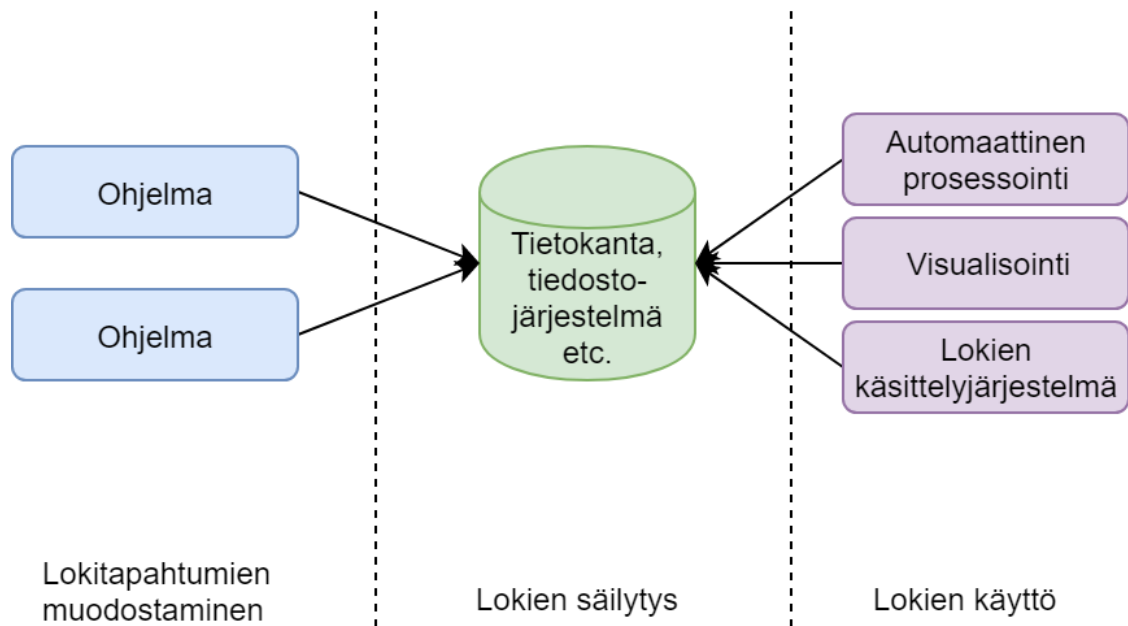 Ohjelma
Ohjelma
Tietokanta,
tiedosto-
järjestelmä
etc.
Automaattinen
prosessointi
Visualisointi
Lokien
käsittelyjärjestelmä
Lokitapahtumien
muodostaminen
Lokien säilytys
Lokien käyttö